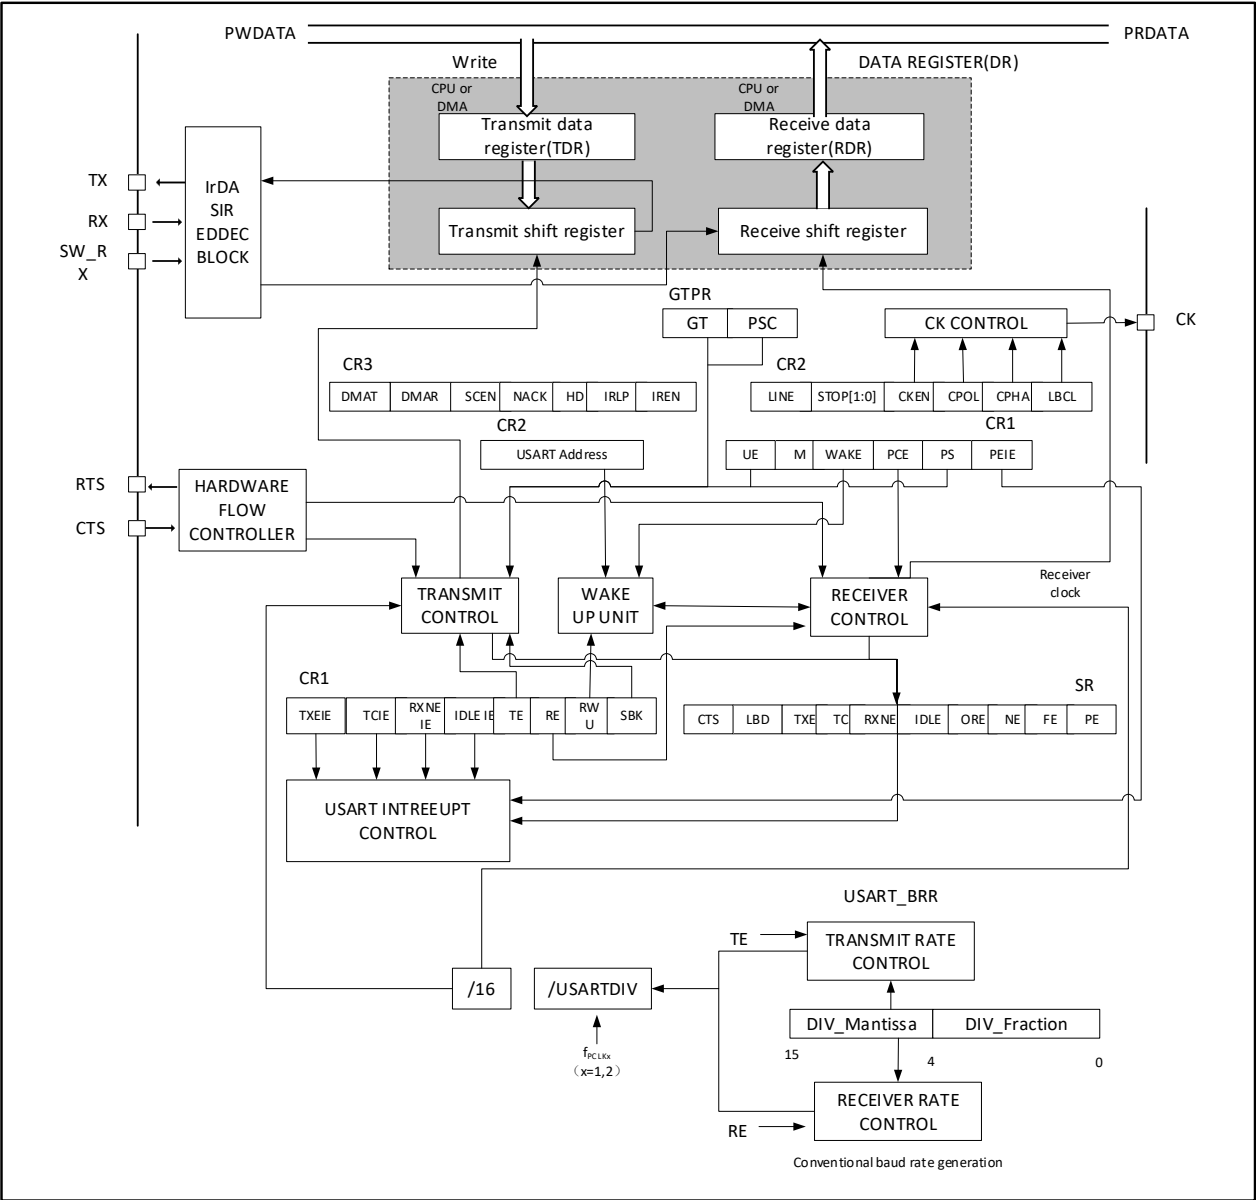 PWDATA
PRDATA
Write
DATA REGISTER(DR)
CPU or
DMA
CPU or
DMA
Transmit data
register(TDR)
Receive data
register(RDR)
TX
RX
SW_R
X
IrDA
SIR
EDDEC
BLOCK
Transmit shift register
Receive shift register
GTPR
GT
PSC
CK CONTROL
CK
CR3
CR2
DMAT
DMAR
SCEN
NACK
HD
IRLP
IREN
LINE
STOP[1:0]
CKEN
CPOL
CPHA
LBCL
CR2
CR1
USART Address
UE
M
WAKE
PCE
PS
PEIE
RTS
CTS
HARDWARE
FLOW
CONTROLLER
TRANSMIT
CONTROL
WAKE
UP UNIT
RECEIVER
CONTROL
Receiver
clock
CR1
SR
TXEIE
TCIE
RXNE
IE
IDLE IE
TE
RE
RW
U
SBK
CTS
LBD
TXE
TC
RXNE
IDLE
ORE
NE
FE
PE
USART INTREEUPT
CONTROL
USART_BRR
TE
TRANSMIT RATE
CONTROL
/16
/USARTDIV
DIV_Mantissa
DIV_Fraction
15
4
0
fPCLKx
（x=1,2）
RECEIVER RATE
CONTROL
RE
Conventional baud rate generation